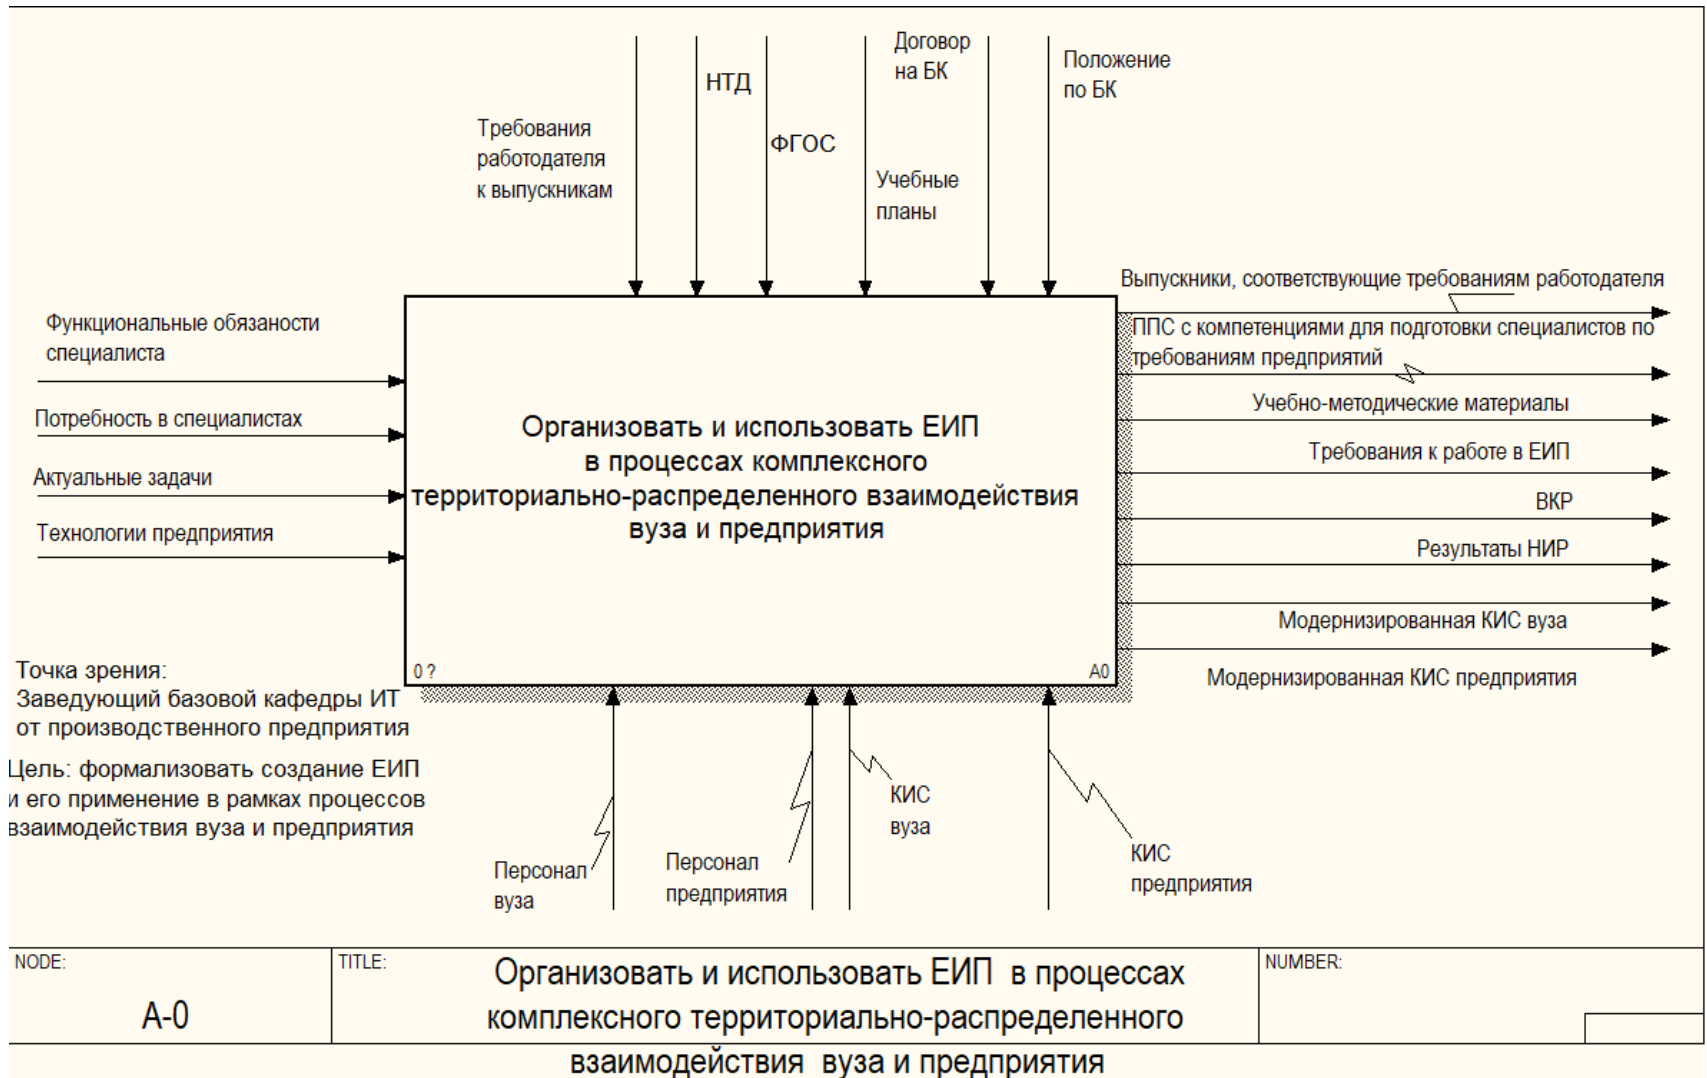 Договор
на БК
Положение
по БК
НТД
Требования
работодателя
к выпускникам
ФГОС
Учебные
планы
Выпускники, соответствующие требованиям работодателя
ППС с компетенциями для подготовки специалистов по
требованиям предприятий
Учебно-методические материалы
Требования к работе в ЕИП
ВКР
Результаты НИР
Модернизированная КИС вуза
Модернизированная КИС предприятия
Функциональные обязаности
специалиста
Потребность в специалистах
Актуальные задачи
Технологии предприятия
Организовать и использовать ЕИП
в процессах комплексного
территориально-распределенного взаимодействия
вуза и предприятия
0 ?
A0
Точка зрения:
Заведующий базовой кафедры ИТ
от производственного предприятия
Цель: формализовать создание ЕИП
и его применение в рамках процессов
взаимодействия вуза и предприятия
Персонал
вуза
Персонал
предприятия
КИС
вуза
КИС
предприятия
NODE:
A-0
TITLE:
Организовать и использовать ЕИП в процессах
комплексного территориально-распределенного
взаимодействия вуза и предприятия
NUMBER: